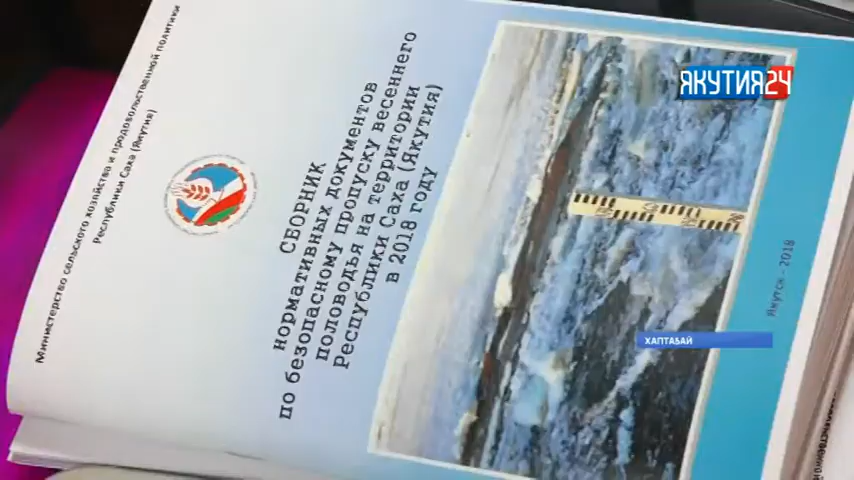 Министерство сельского хозяйства и продовольственной политики
Республики Саха (Якутия)
СБОРНИК
нормативных документов
по безопасному пропуску весеннего
половодья на территории
Республики Саха (Якутия)
в 2018 году
Якутск - 2018
ЯКУТИЯ24
ХАПТАҔАЙ